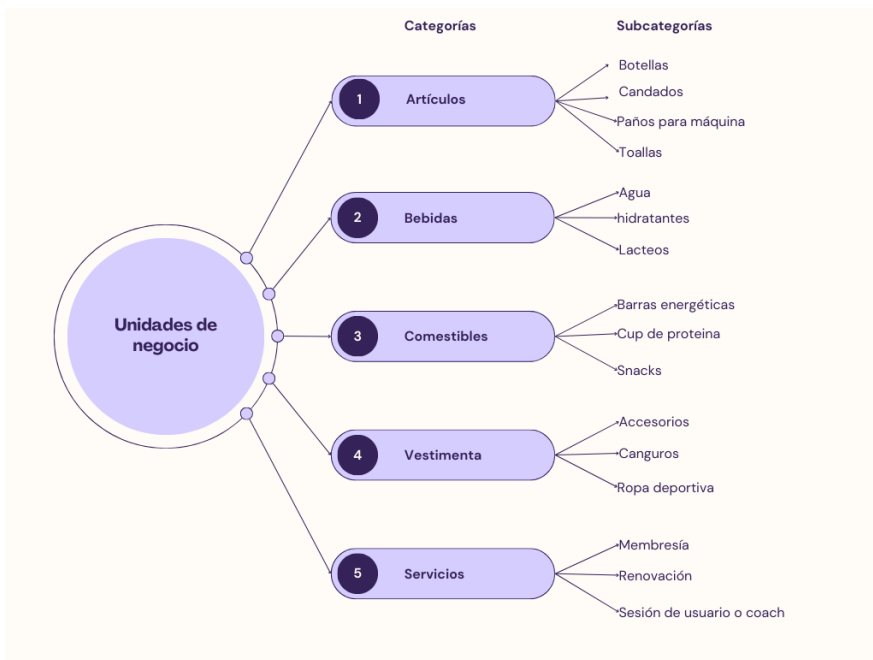 Categorías
Subcategorías
Unidades de
negocio
1
Artículos
Botellas
Candados
Paños para máquina
Toallas
2
Bebidas
Agua
hidratantes
Lacteos
3
Comestibles
Barras energéticas
Cup de proteina
Snacks
4
Vestimenta
Accesorios
Canguros
Ropa deportiva
5
Servicios
Membresía
Renovación
Sesión de usuario o coach